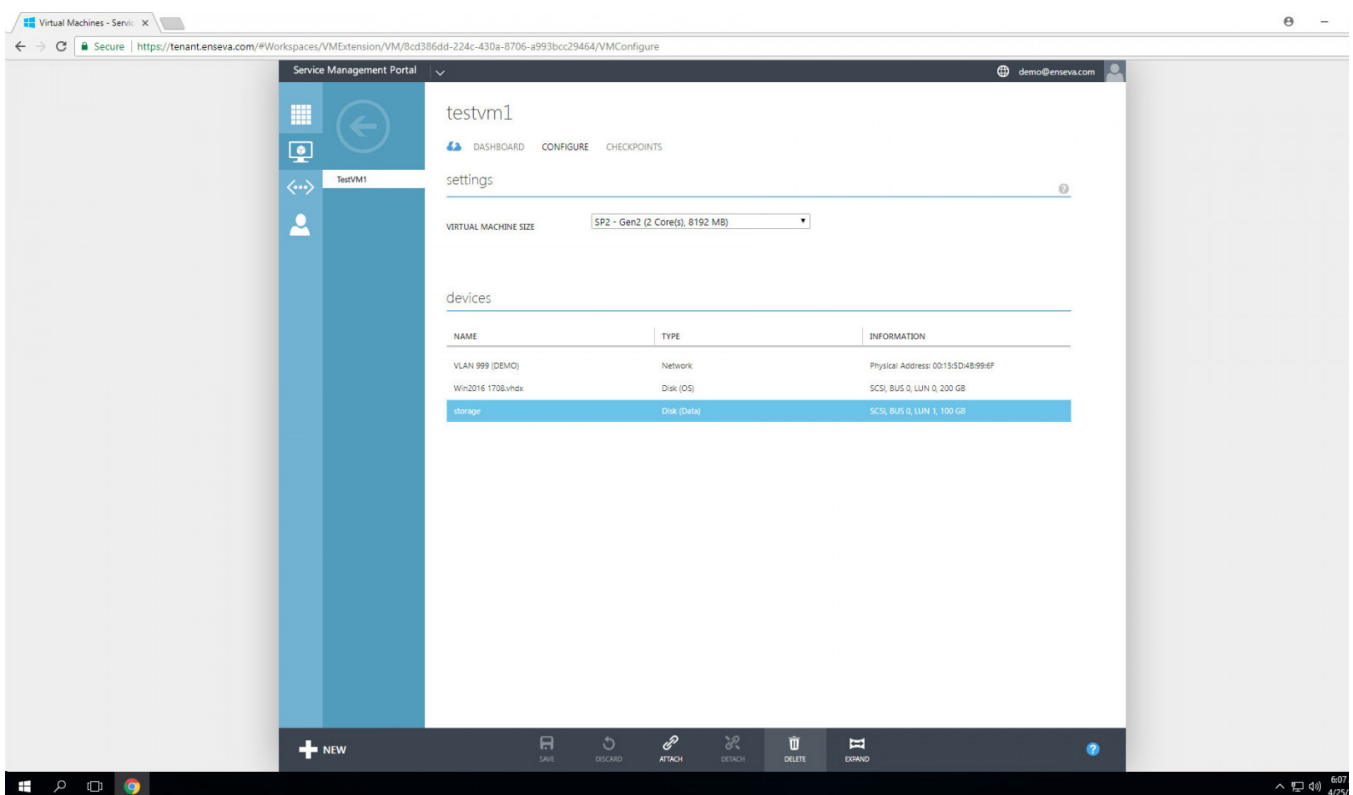 Virtual Machines - Servic
Secure | https://tenant.enseva.com/#Workspaces/VMExtension/VM/8cd386dd-224c-430a-8706-a993bcc29464/VMConfigure
Service Management Portal
demo@enseva.com
testvm1
DASHBOARD CONFIGURE CHECKPOINTS
TestVM1
settings
VIRTUAL MACHINE SIZE SP2 - Gen2 (2 Core(s), 8192 MB)
devices
NAME TYPE INFORMATION
VLAN 999 (DEMO) Network Physical Address: 00:15:5D:4B:99:6F
Win2016 1708.vhdx Disk (OS) SCSI, BUS 0, LUN 0, 200 GB
storage Disk (Data) SCSI, BUS 0, LUN 1, 100 GB
NEW
SAVE DISCARD ATTACH DETACH DELETE EXPAND
6:07
4/25/